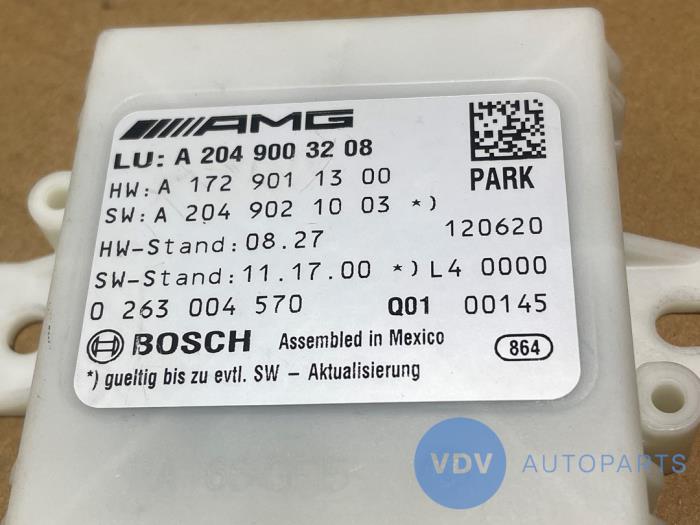 AMG
LU: A 204 900 3208
PARK
HW: A 172 901 13 00
SW: A 204 902 10 03 *)
HW-Stand: 08.27
120620
SW-Stand: 11.17.00 *) L4 0000
0 263 004 570 Q01 00145
BOSCH Assembled in Mexico 864
*) gueltig bis zu evtl. SW - Aktualisierung
VDV AUTOPARTS